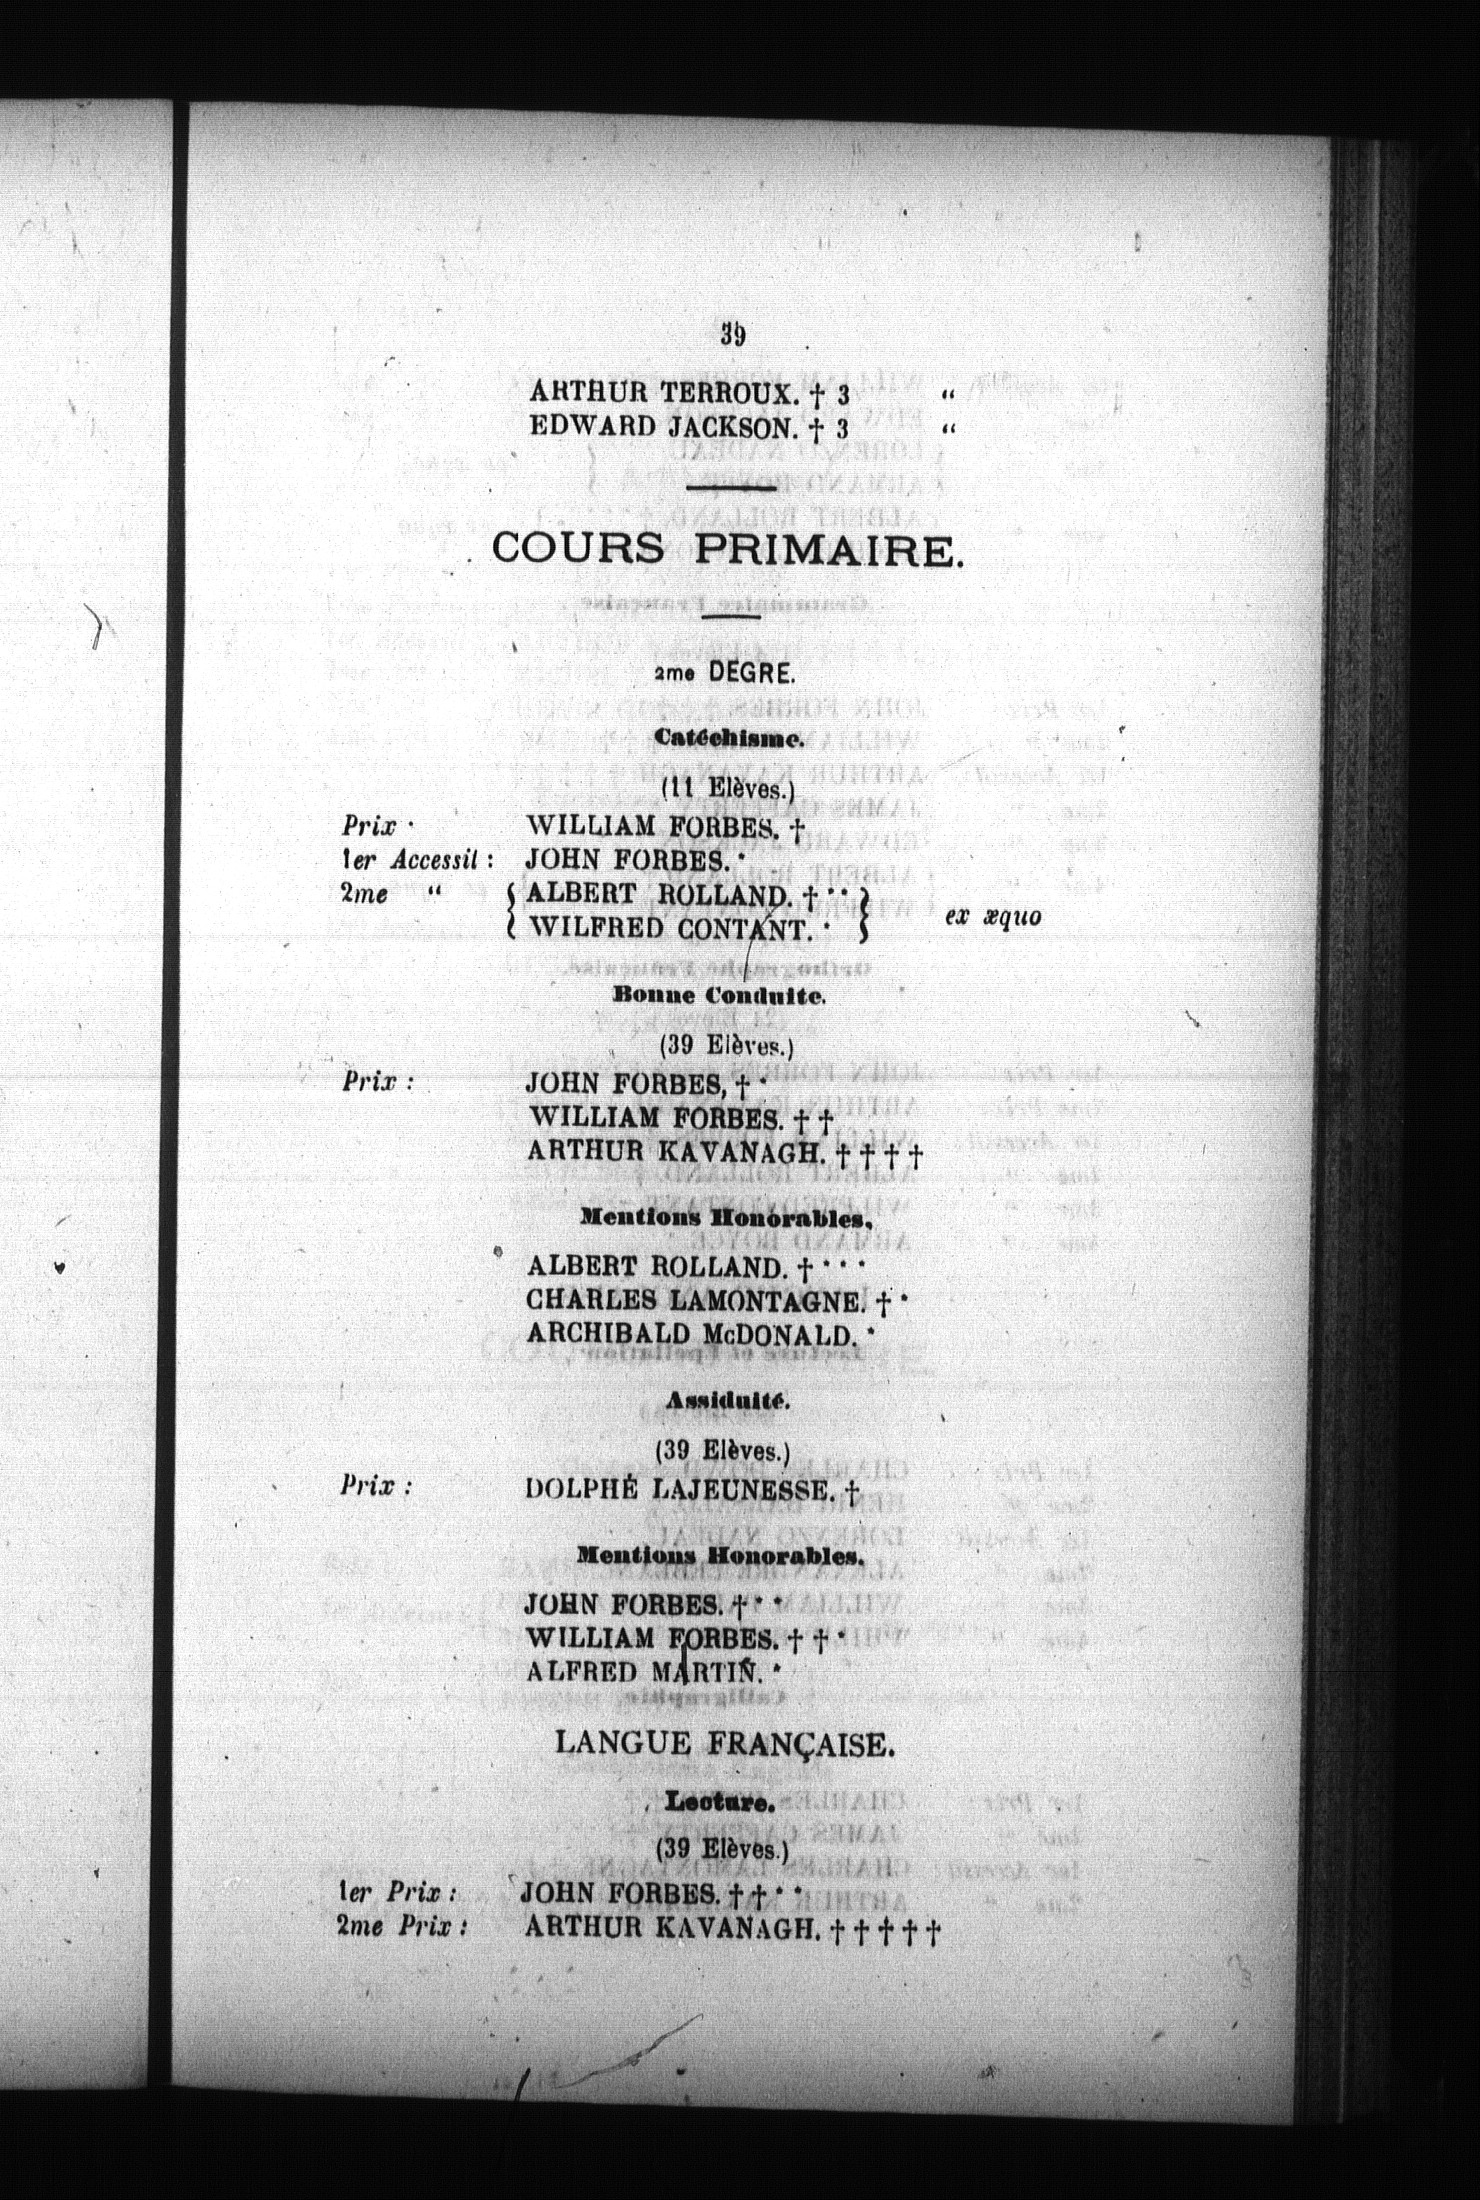 39
ARTHUR TERROUX. † 3 “
EDWARD JACKSON. † 3 “
COURS PRIMAIRE.
2me DEGRE.
Catéchisme.
(11 Elèves.)
Prix · WILLIAM FORBES. †
1er Accessit : JOHN FORBES. *
2me “ { ALBERT ROLLAND. † * * } ex æquo
{ WILFRED CONTANT. * }
Bonne Conduite.
(39 Elèves.)
Prix : JOHN FORBES, † *
WILLIAM FORBES. † †
ARTHUR KAVANAGH. † † † †
Mentions Honorables.
ALBERT ROLLAND. † * * *
CHARLES LAMONTAGNE. † *
ARCHIBALD McDONALD. *
Assiduité.
(39 Elèves.)
Prix : DOLPHÉ LAJEUNESSE. †
Mentions Honorables.
JOHN FORBES. † * *
WILLIAM FORBES. † † *
ALFRED MARTIN. *
LANGUE FRANÇAISE.
Lecture.
(39 Elèves.)
1er Prix : JOHN FORBES. † † * *
2me Prix : ARTHUR KAVANAGH. † † † † †